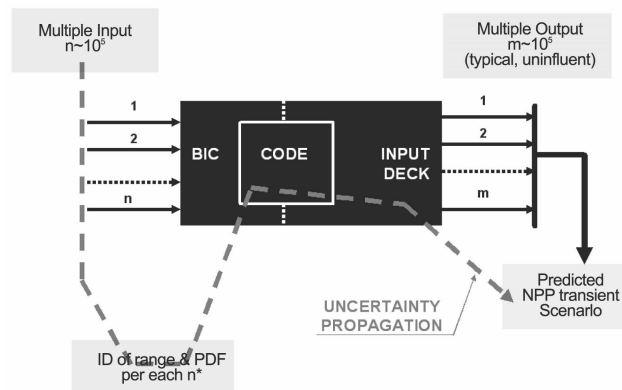 Multiple Input
n~10⁵
Multiple Output
m~10⁵
(typical, uninfluent)
1
2
n
BIC
CODE
INPUT
DECK
1
2
m
UNCERTAINTY
PROPAGATION
Predicted
NPP transient
Scenarlo
ID of range & PDF
per each n*